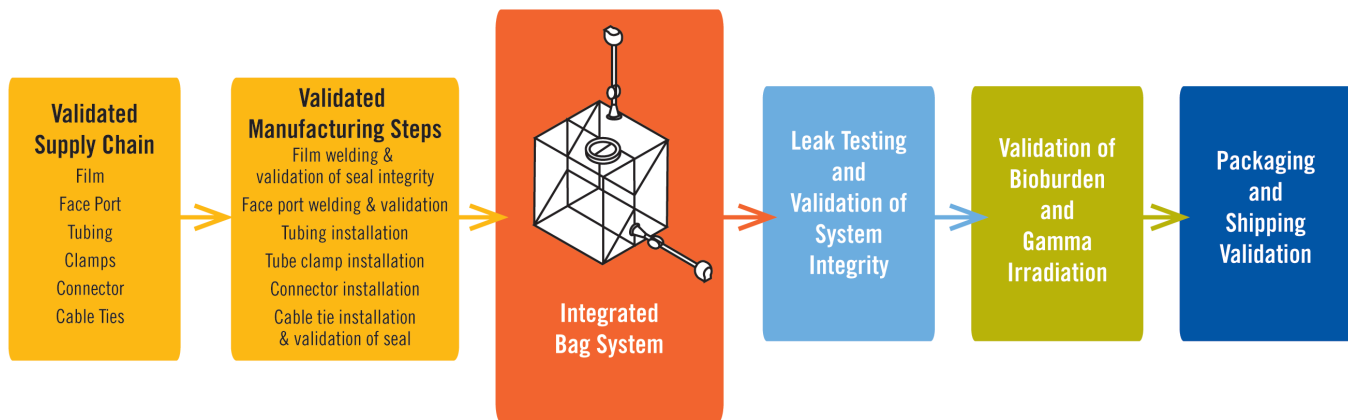 Validated
Supply Chain
Film
Face Port
Tubing
Clamps
Connector
Cable Ties
Validated
Manufacturing Steps
Film welding &
validation of seal integrity
Face port welding & validation
Tubing installation
Tube clamp installation
Connector installation
Cable tie installation
& validation of seal
Integrated
Bag System
Leak Testing
and
Validation of
System
Integrity
Validation of
Bioburden
and
Gamma
Irradiation
Packaging
and
Shipping
Validation